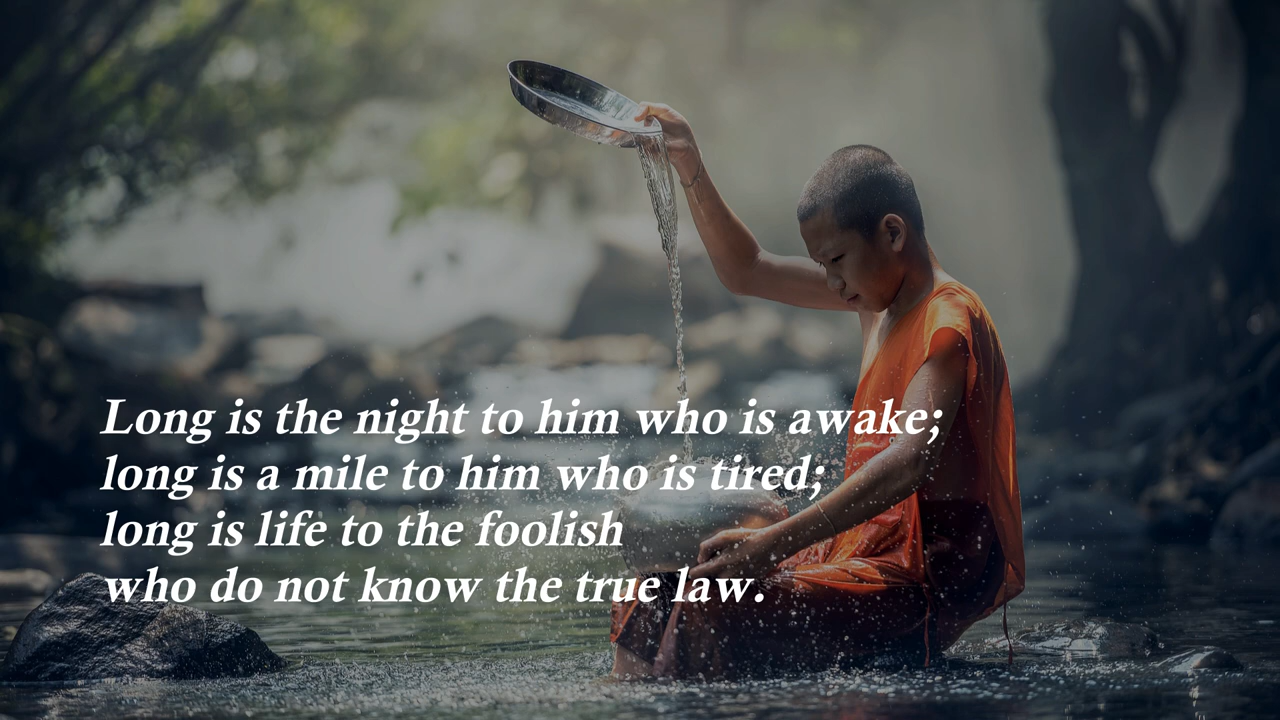 Long is the night to him who is awake;
long is a mile to him who is tired;
long is life to the foolish
who do not know the true law.